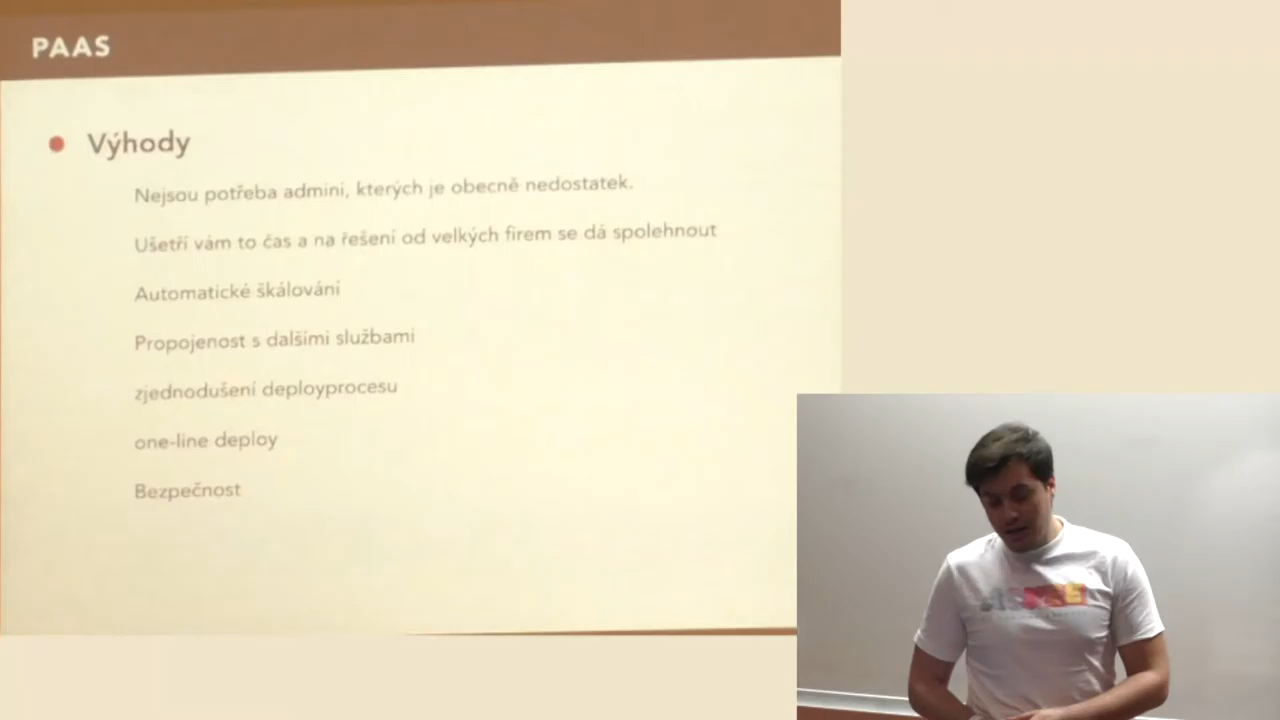 PAAS
Výhody
Nejsou potřeba admini, kterých je obecně nedostatek.
Ušetří vám to čas a na řešení od velkých firem se dá spolehnout
Automatické škálování
Propojenost s dalšími službami
zjednodušení deployprocesu
one-line deploy
Bezpečnost